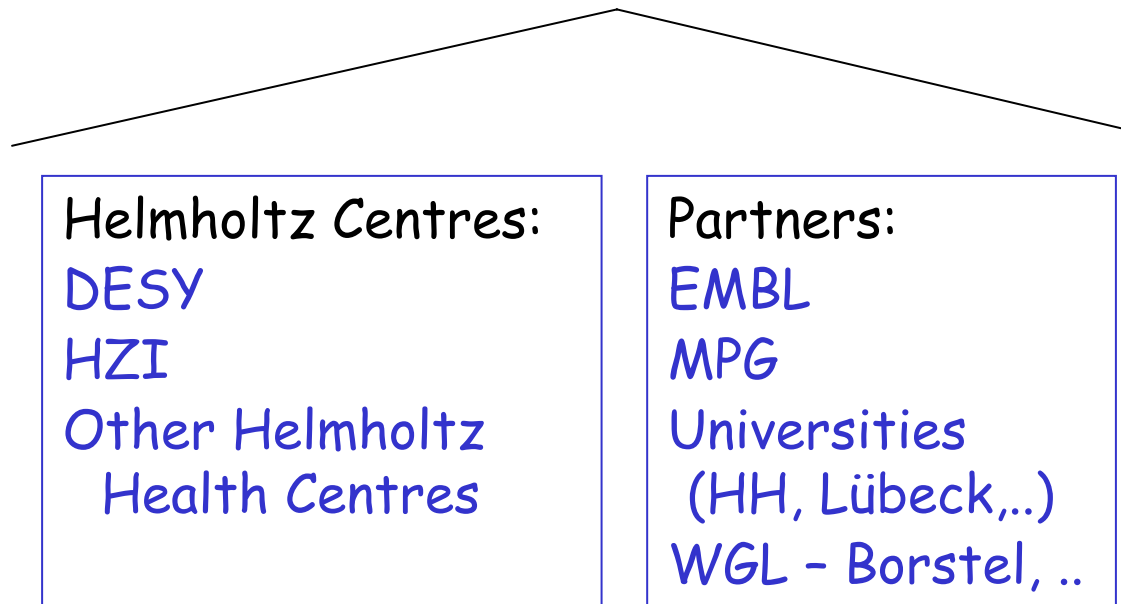 Helmholtz Centres:
DESY
HZI
Other Helmholtz
Health Centres
Partners:
EMBL
MPG
Universities
(HH, Lübeck,..)
WGL – Borstel, ..